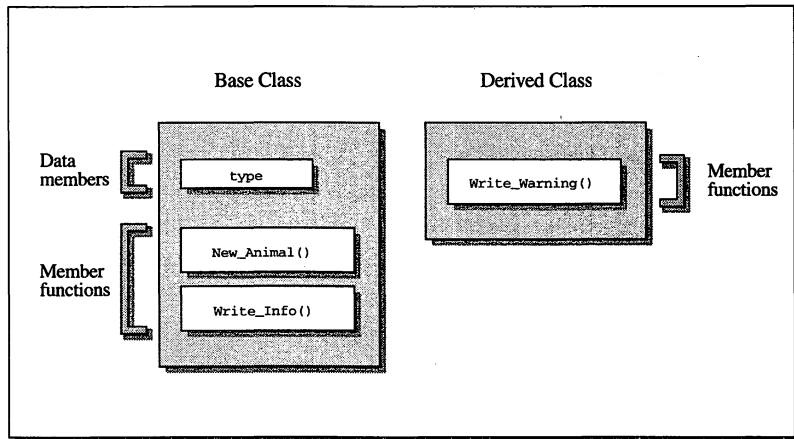 Base Class
Derived Class
Data
members
type
Write_Warning()
Member
functions
New_Animal()
Member
functions
Write_Info()